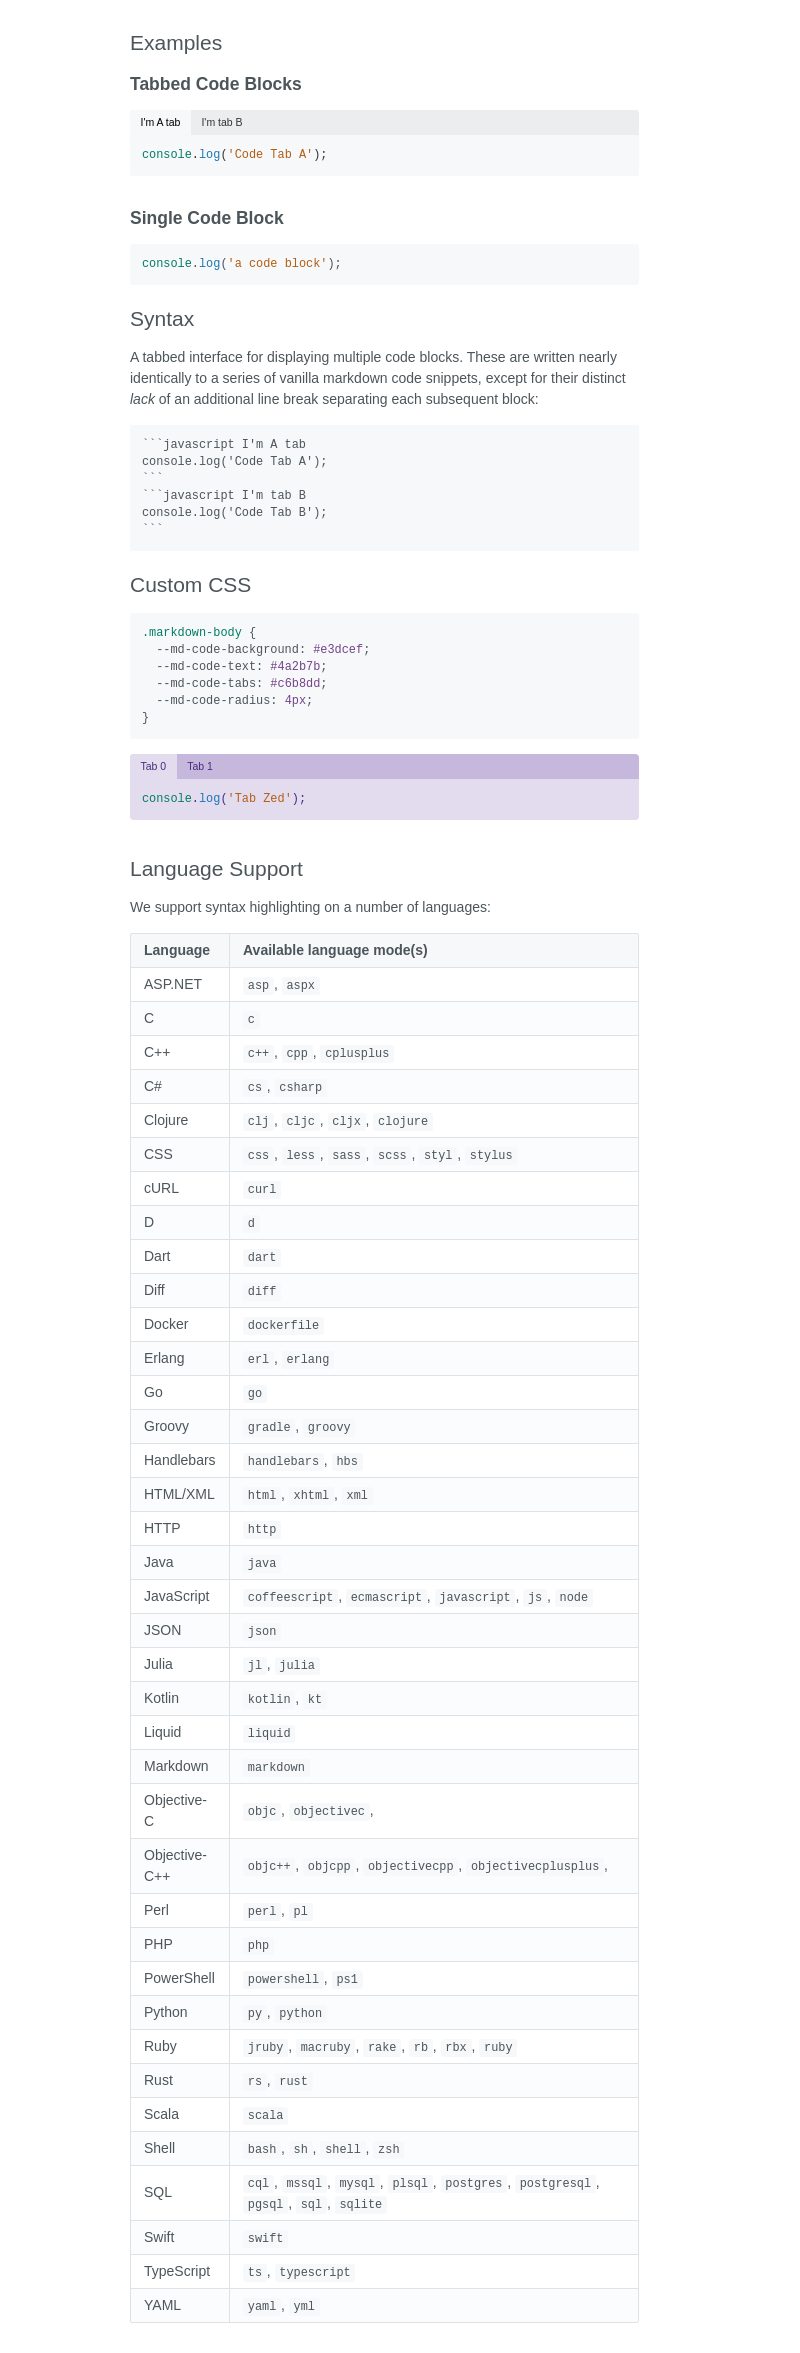 Examples
Tabbed Code Blocks
I'm A tab I'm tab B
console.log('Code Tab A');
Single Code Block
console.log('a code block');
Syntax
A tabbed interface for displaying multiple code blocks. These are written nearly
identically to a series of vanilla markdown code snippets, except for their distinct
lack of an additional line break separating each subsequent block:
```javascript I'm A tab
console.log('Code Tab A');
```
```javascript I'm tab B
console.log('Code Tab B');
```
Custom CSS
.markdown-body {
  --md-code-background: #e3dcef;
  --md-code-text: #4a2b7b;
  --md-code-tabs: #c6b8dd;
  --md-code-radius: 4px;
}
Tab 0 Tab 1
console.log('Tab Zed');
Language Support
We support syntax highlighting on a number of languages:
Language Available language mode(s)
ASP.NET asp, aspx
C c
C++ c++, cpp, cplusplus
C# cs, csharp
Clojure clj, cljc, cljx, clojure
CSS css, less, sass, scss, styl, stylus
cURL curl
D d
Dart dart
Diff diff
Docker dockerfile
Erlang erl, erlang
Go go
Groovy gradle, groovy
Handlebars handlebars, hbs
HTML/XML html, xhtml, xml
HTTP http
Java java
JavaScript coffeescript, ecmascript, javascript, js, node
JSON json
Julia jl, julia
Kotlin kotlin, kt
Liquid liquid
Markdown markdown
Objective-
C
objc, objectivec,
Objective-
C++
objc++, objcpp, objectivecpp, objectivecplusplus,
Perl perl, pl
PHP php
PowerShell powershell, ps1
Python py, python
Ruby jruby, macruby, rake, rb, rbx, ruby
Rust rs, rust
Scala scala
Shell bash, sh, shell, zsh
SQL
cql, mssql, mysql, plsql, postgres, postgresql,
pgsql, sql, sqlite
Swift swift
TypeScript ts, typescript
YAML yaml, yml